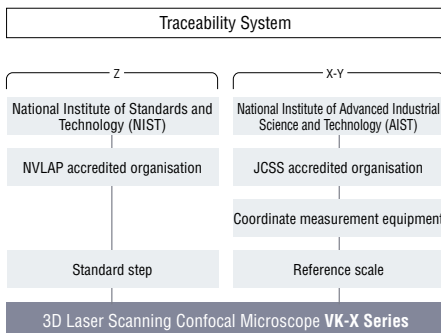 Traceability System
Z
National Institute of Standards and
Technology (NIST)
NVLAP accredited organisation
Standard step
X-Y
National Institute of Advanced Industrial
Science and Technology (AIST)
JCSS accredited organisation
Coordinate measurement equipment
Reference scale
3D Laser Scanning Confocal Microscope VK-X Series